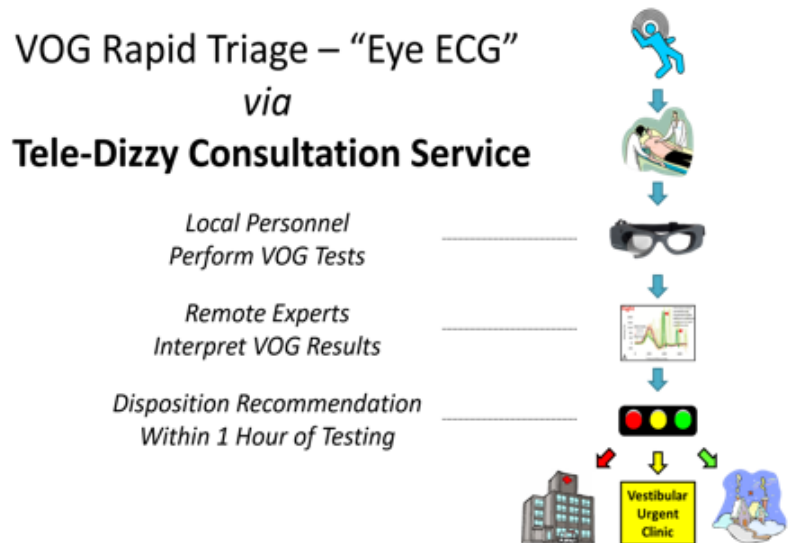 VOG Rapid Triage – “Eye ECG”
via
Tele-Dizzy Consultation Service
Local Personnel
Perform VOG Tests
Remote Experts
Interpret VOG Results
Disposition Recommendation
Within 1 Hour of Testing
Vestibular
Urgent
Clinic